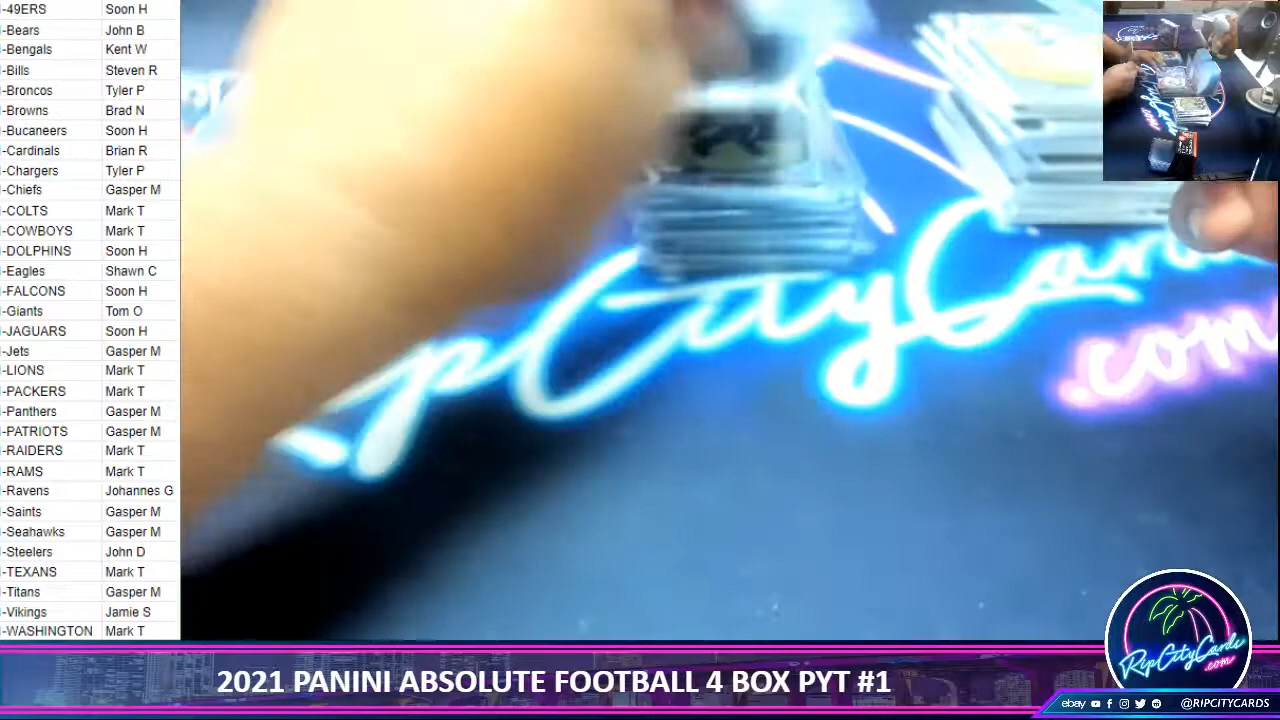 -49ERS Soon H
-Bears John B
-Bengals Kent W
-Bills Steven R
-Broncos Tyler P
-Browns Brad N
-Bucaneers Soon H
-Cardinals Brian R
-Chargers Tyler P
-Chiefs Gasper M
-COLTS Mark T
-COWBOYS Mark T
-DOLPHINS Soon H
-Eagles Shawn C
-FALCONS Soon H
-Giants Tom O
-JAGUARS Soon H
-Jets Gasper M
-LIONS Mark T
-PACKERS Mark T
-Panthers Gasper M
-PATRIOTS Gasper M
-RAIDERS Mark T
-RAMS Mark T
-Ravens Johannes G
-Saints Gasper M
-Seahawks Gasper M
-Steelers John D
-TEXANS Mark T
-Titans Gasper M
-Vikings Jamie S
-WASHINGTON Mark T
.com
RipCityCards
.com
2021 PANINI ABSOLUTE FOOTBALL 4 BOX PYT #1
ebay @RIPCITYCARDS